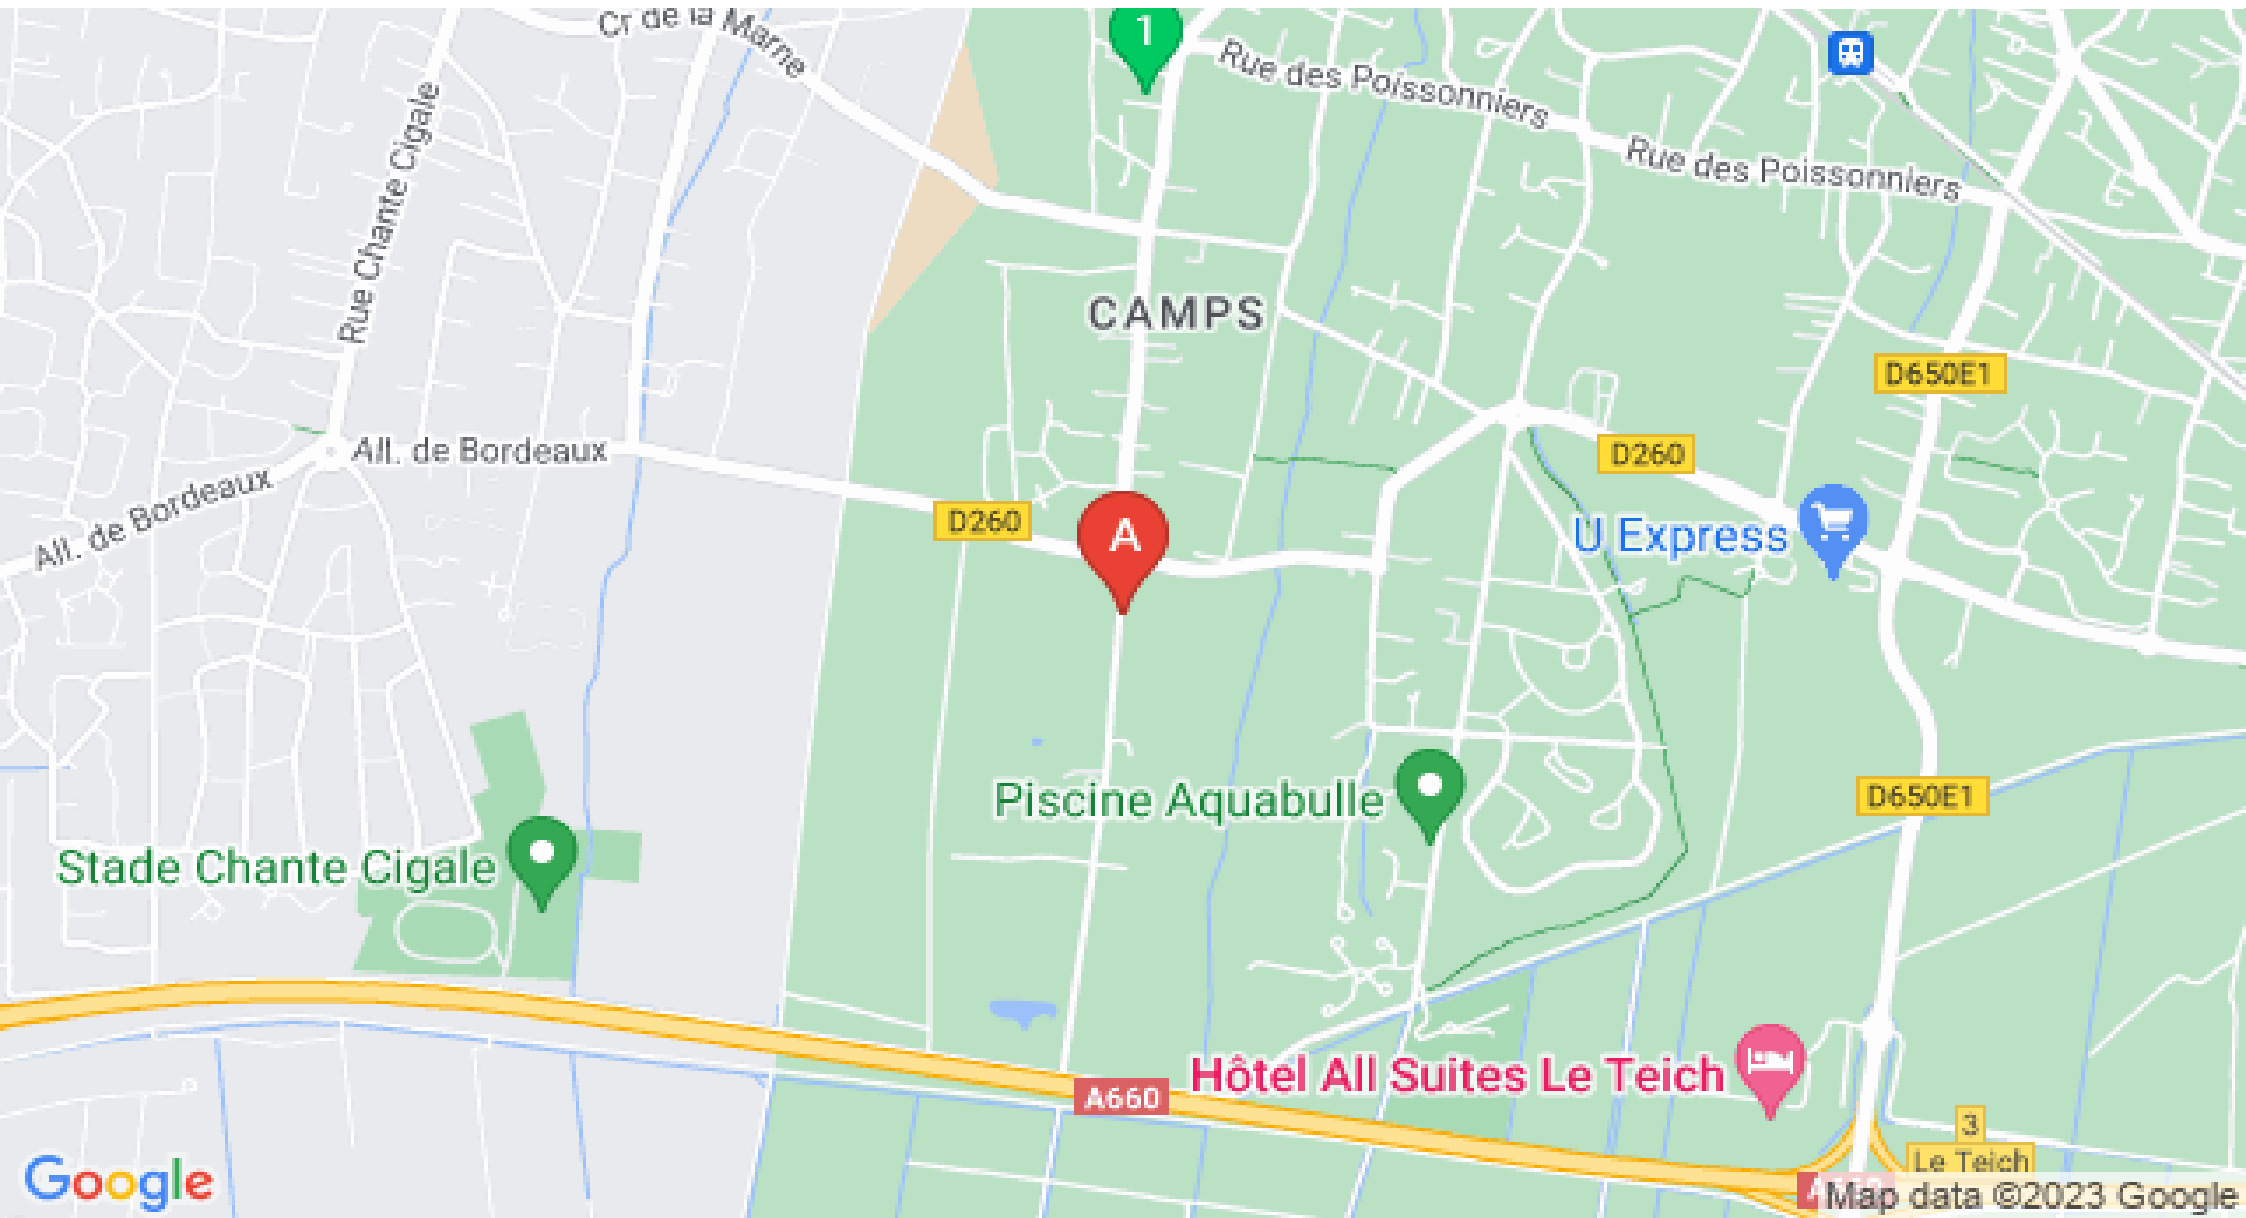 Cr de la Marne
1
Rue des Poissonniers
Rue des Poissonniers
Rue Chante Cigale
CAMPS
D650E1
All. de Bordeaux
D260
All. de Bordeaux
D260
A
U Express
Piscine Aquabulle
D650E1
Stade Chante Cigale
Hôtel All Suites Le Teich
A660
3
Le Teich
Google
Map data ©2023 Google